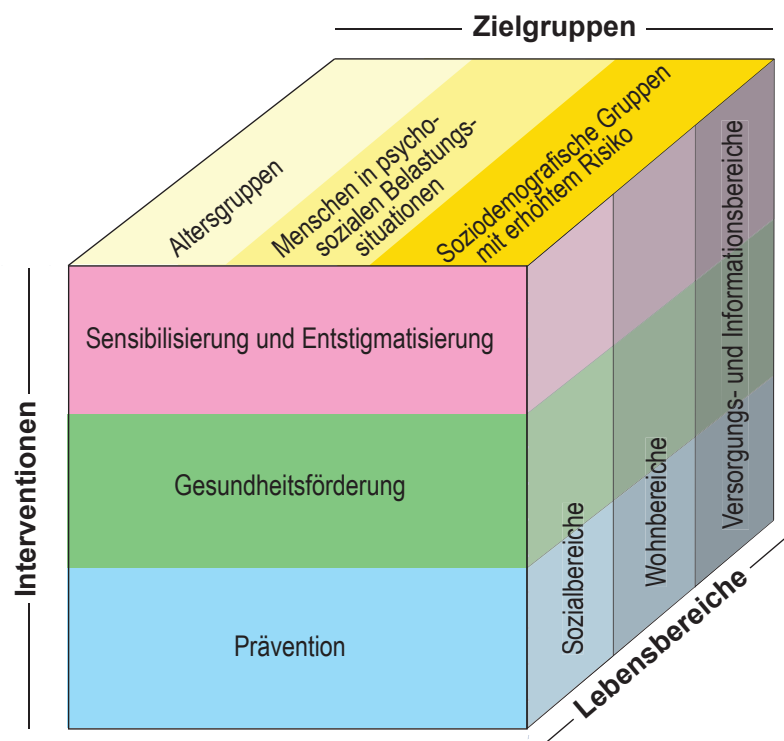 Zielgruppen
Altersgruppen
Menschen in psycho-
sozialen Belastungs-
situationen
Soziodemografische Gruppen
mit erhöhtem Risiko
Interventionen
Sensibilisierung und Entstigmatisierung
Gesundheitsförderung
Prävention
Sozialbereiche
Wohnbereiche
Versorgungs- und Informationsbereiche
Lebensbereiche